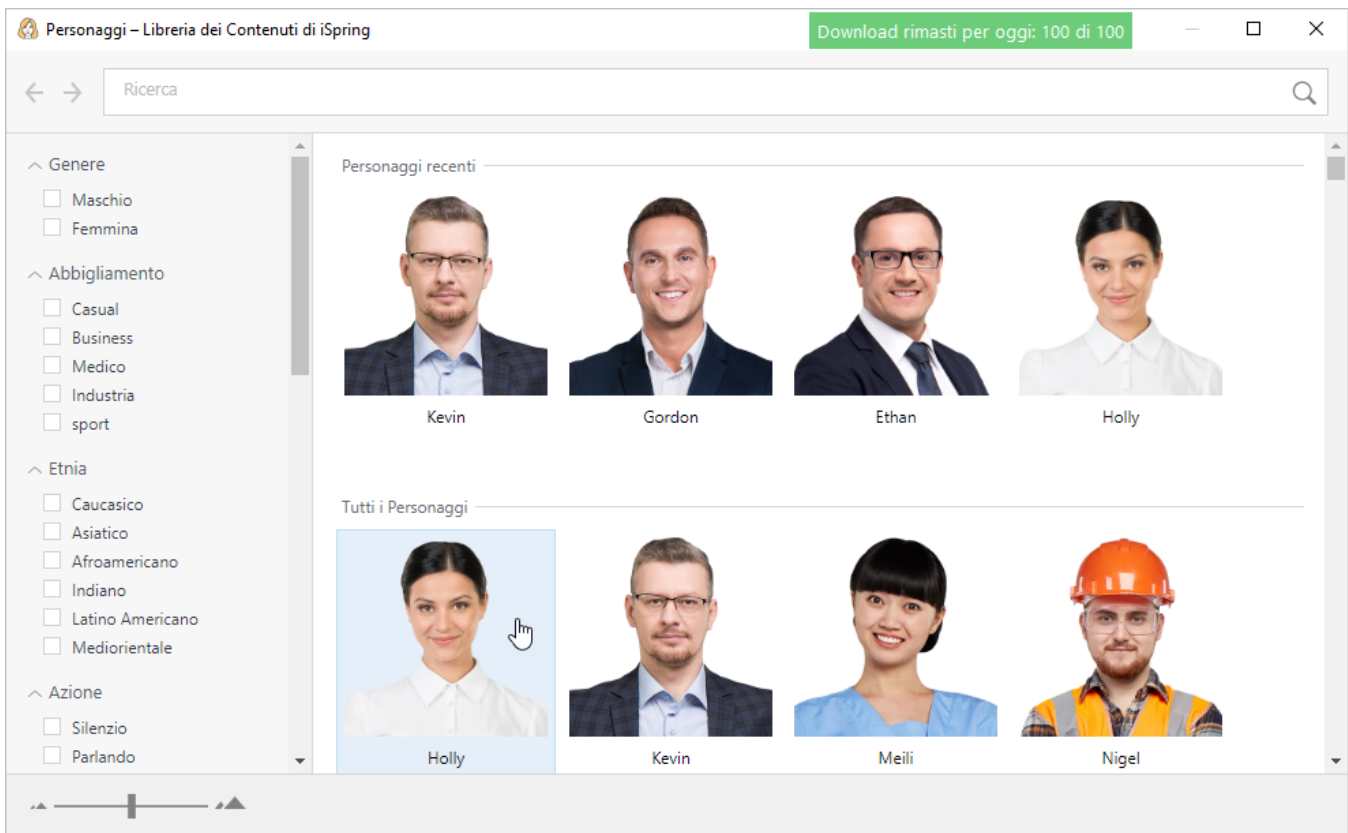 Personaggi – Libreria dei Contenuti di iSpring
Download rimasti per oggi: 100 di 100
Ricerca
Genere
Maschio
Femmina
Abbigliamento
Casual
Business
Medico
Industria
sport
Etnia
Caucasico
Asiatico
Afroamericano
Indiano
Latino Americano
Mediorientale
Azione
Silenzio
Parlando
Personaggi recenti
Kevin Gordon Ethan Holly
Tutti i Personaggi
Holly Kevin Meili Nigel